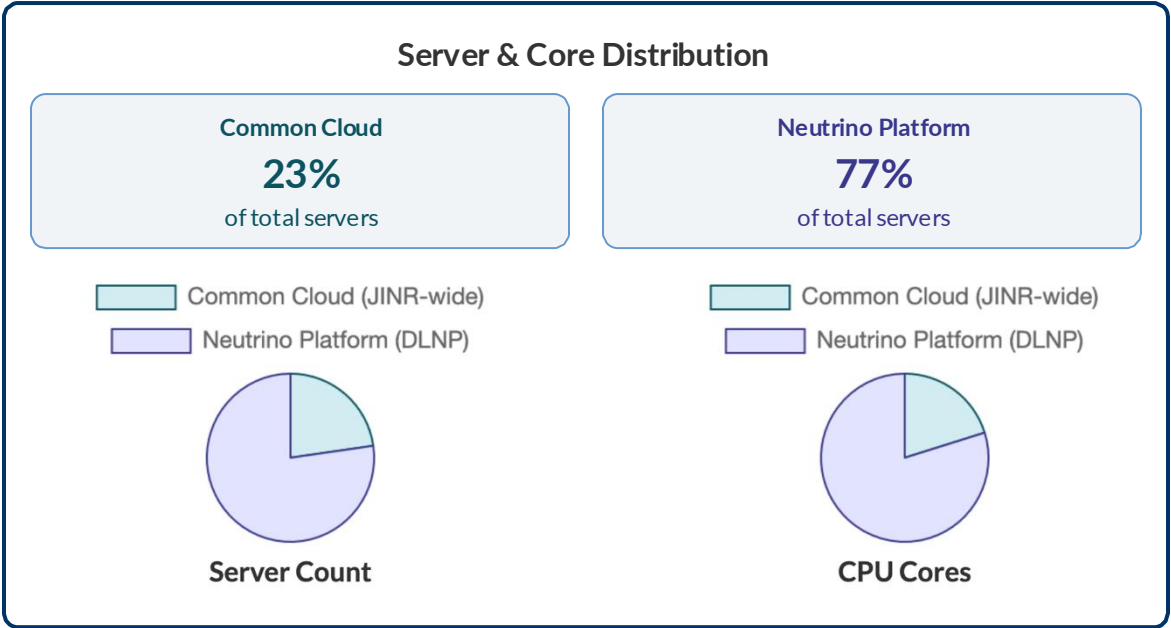 Server & Core Distribution
Common Cloud
23%
of total servers
Neutrino Platform
77%
of total servers
Common Cloud (JINR-wide)
Neutrino Platform (DLNP)
Server Count
Common Cloud (JINR-wide)
Neutrino Platform (DLNP)
CPU Cores